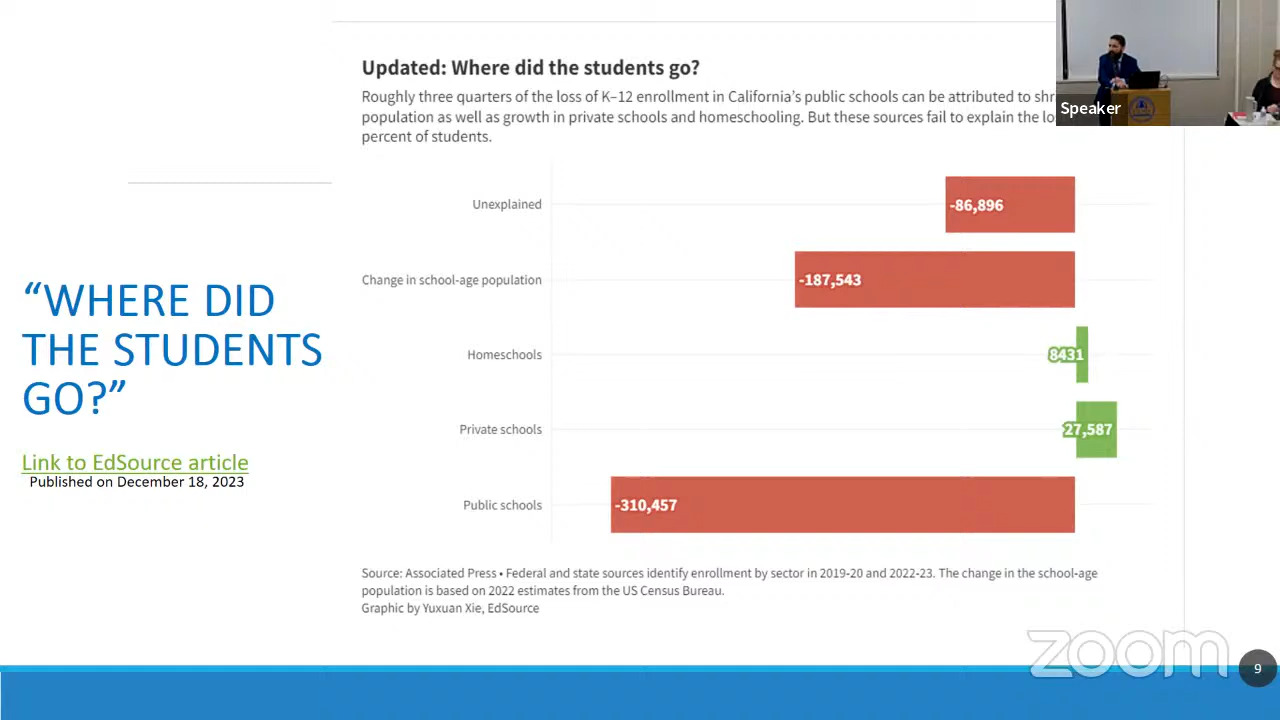 Updated: Where did the students go?
Roughly three quarters of the loss of K–12 enrollment in California's public schools can be attributed to
population as well as growth in private schools and homeschooling. But these sources fail to explain the
percent of students.
Speaker
Unexplained
-86,896
Change in school-age population
-187,543
Homeschools
8431
Private schools
27,587
Public schools
-310,457
Source: Associated Press • Federal and state sources identify enrollment by sector in 2019-20 and 2022-23. The change in the school-age
population is based on 2022 estimates from the US Census Bureau.
Graphic by Yuxuan Xie, EdSource
“WHERE DID
THE STUDENTS
GO?”
Link to EdSource article
Published on December 18, 2023
zoom
9